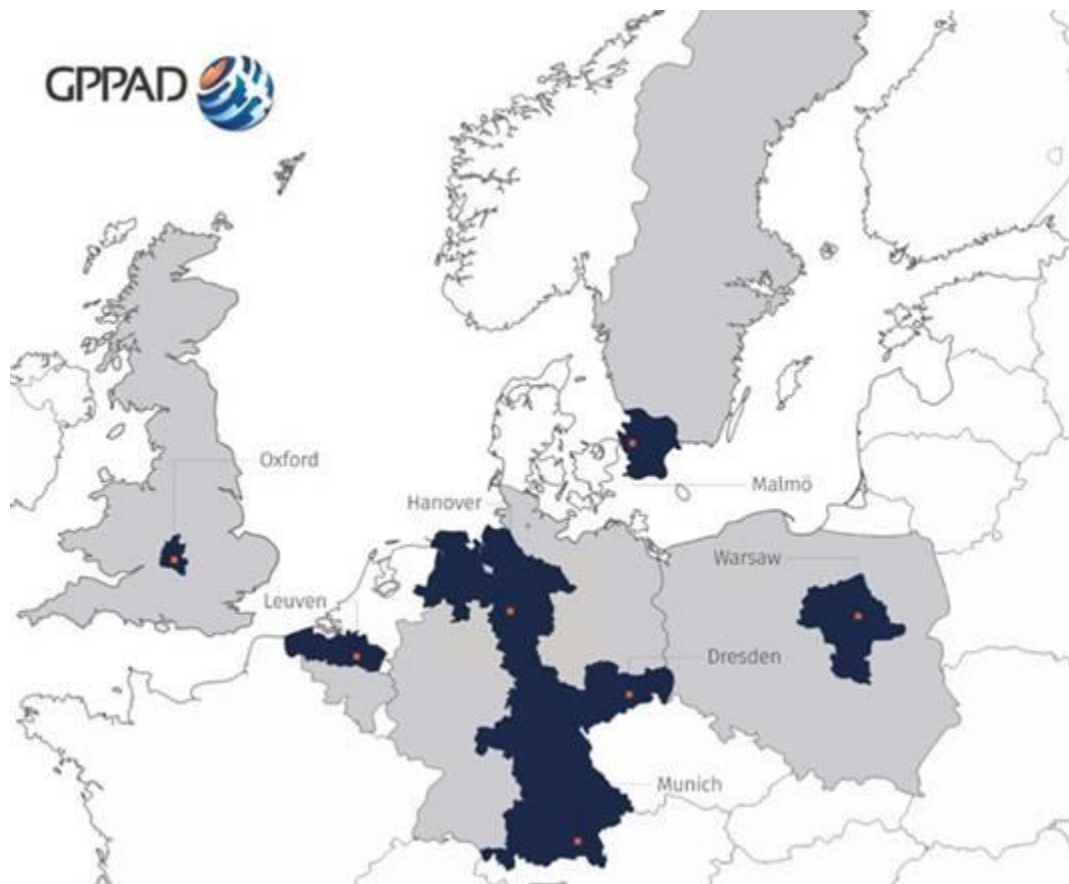 GPPAD
Oxford
Malmö
Hanover
Warsaw
Leuven
Dresden
Munich